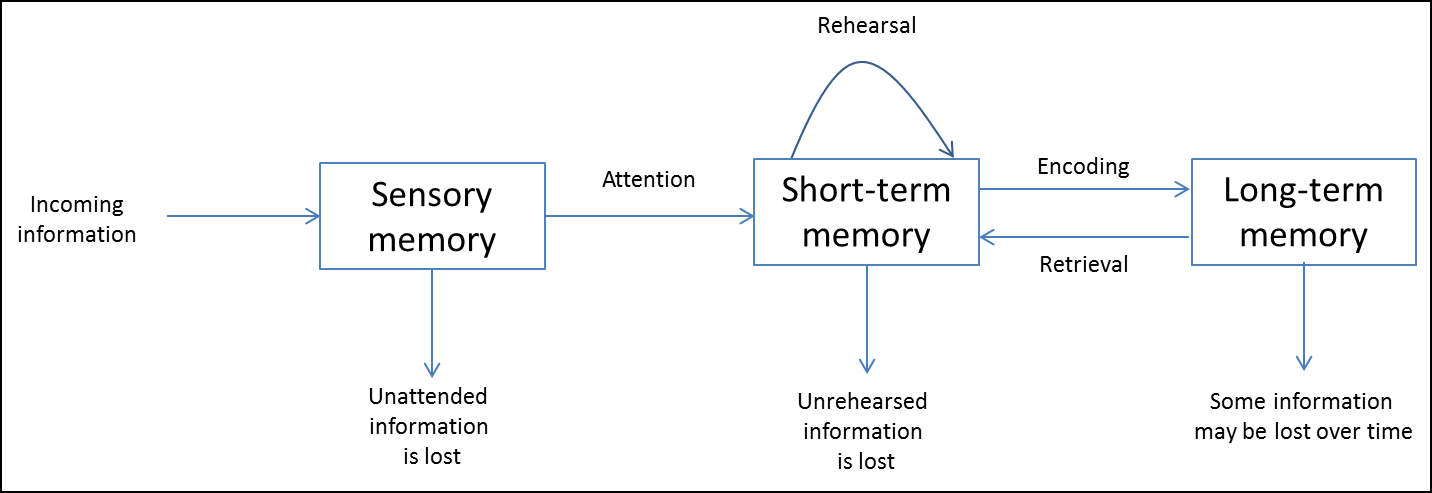 Rehearsal
Incoming
information
Sensory
memory
Attention
Short-term
memory
Encoding
Retrieval
Long-term
memory
Unattended
information
is lost
Unrehearsed
information
is lost
Some information
may be lost over time